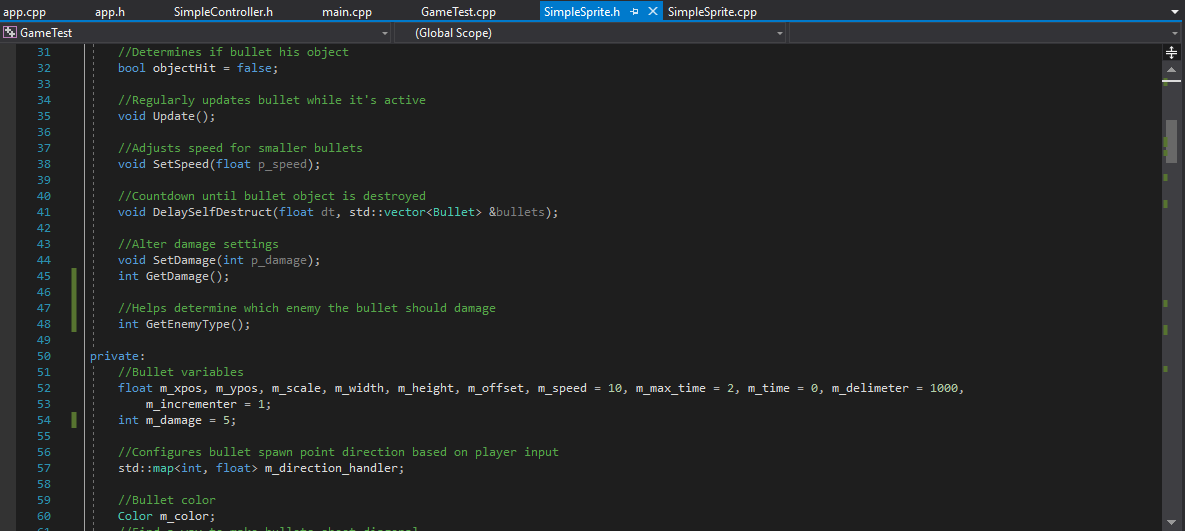 app.cpp app.h SimpleController.h main.cpp GameTest.cpp SimpleSprite.h SimpleSprite.cpp
GameTest (Global Scope)
31 //Determines if bullet his object
32 bool objectHit = false;
33
34 //Regularly updates bullet while it's active
35 void Update();
36
37 //Adjusts speed for smaller bullets
38 void SetSpeed(float p_speed);
39
40 //Countdown until bullet object is destroyed
41 void DelaySelfDestruct(float dt, std::vector<Bullet> &bullets);
42
43 //Alter damage settings
44 void SetDamage(int p_damage);
45 int GetDamage();
46
47 //Helps determine which enemy the bullet should damage
48 int GetEnemyType();
49
50 private:
51 //Bullet variables
52 float m_xpos, m_ypos, m_scale, m_width, m_height, m_offset, m_speed = 10, m_max_time = 2, m_time = 0, m_delimeter = 1000,
53 m_incrementer = 1;
54 int m_damage = 5;
55
56 //Configures bullet spawn point direction based on player input
57 std::map<int, float> m_direction_handler;
58
59 //Bullet color
60 Color m_color;